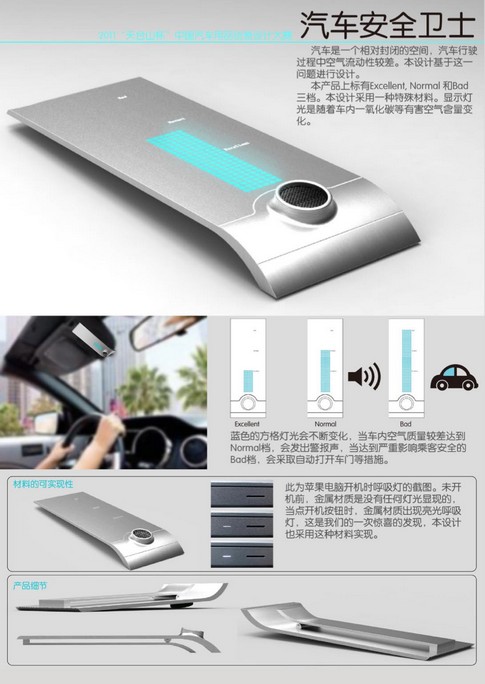 汽车安全卫士
汽车是一个相对封闭的空间，汽车行驶
过程中空气流动性较差。本设计基于这一
问题进行设计。
本产品上标有Excellent, Normal 和Bad
三档。本设计采用一种特殊材料。显示灯
光是随着车内一氧化碳等有害空气含量变
化。
Excellent
Normal
Bad
蓝色的方格灯光会不断变化，当车内空气质量较差达到
Normal档，会发出警报声，当达到严重影响乘客安全的
Bad档，会采取自动打开车门等措施。
材料的可实现性
此为苹果电脑开机时呼吸灯的截图。未开
机前，金属材质是没有任何灯光显现的，
当点开机按钮时，金属材质出现亮光呼吸
灯，这是我们的一次惊喜的发现，本设计
也采用这种材料实现。
产品细节